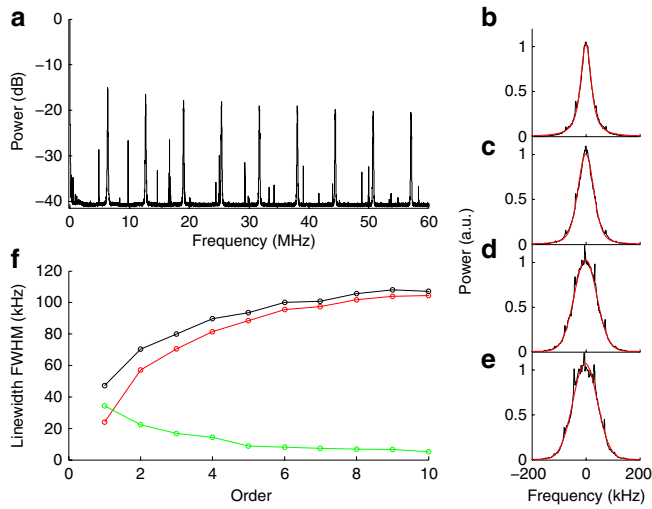 a
0
−10
−20
−30
−40
Power (dB)
0 10 20 30 40 50 60
Frequency (MHz)
f
120
100
80
60
40
20
0
Linewidth FWHM (kHz)
0 2 4 6 8 10
Order
b
1
0.5
0
c
1
0.5
0
d
1
0.5
0
e
1
0.5
0
Power (a.u.)
−200 0 200
Frequency (kHz)